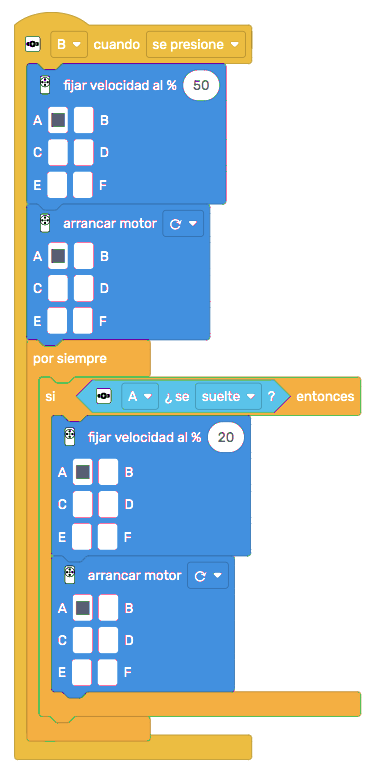 B cuando se presione
fijar velocidad al % 50
A B
C D
E F
arrancar motor
A B
C D
E F
por siempre
si A ¿ se suelte ? entonces
fijar velocidad al % 20
A B
C D
E F
arrancar motor
A B
C D
E F